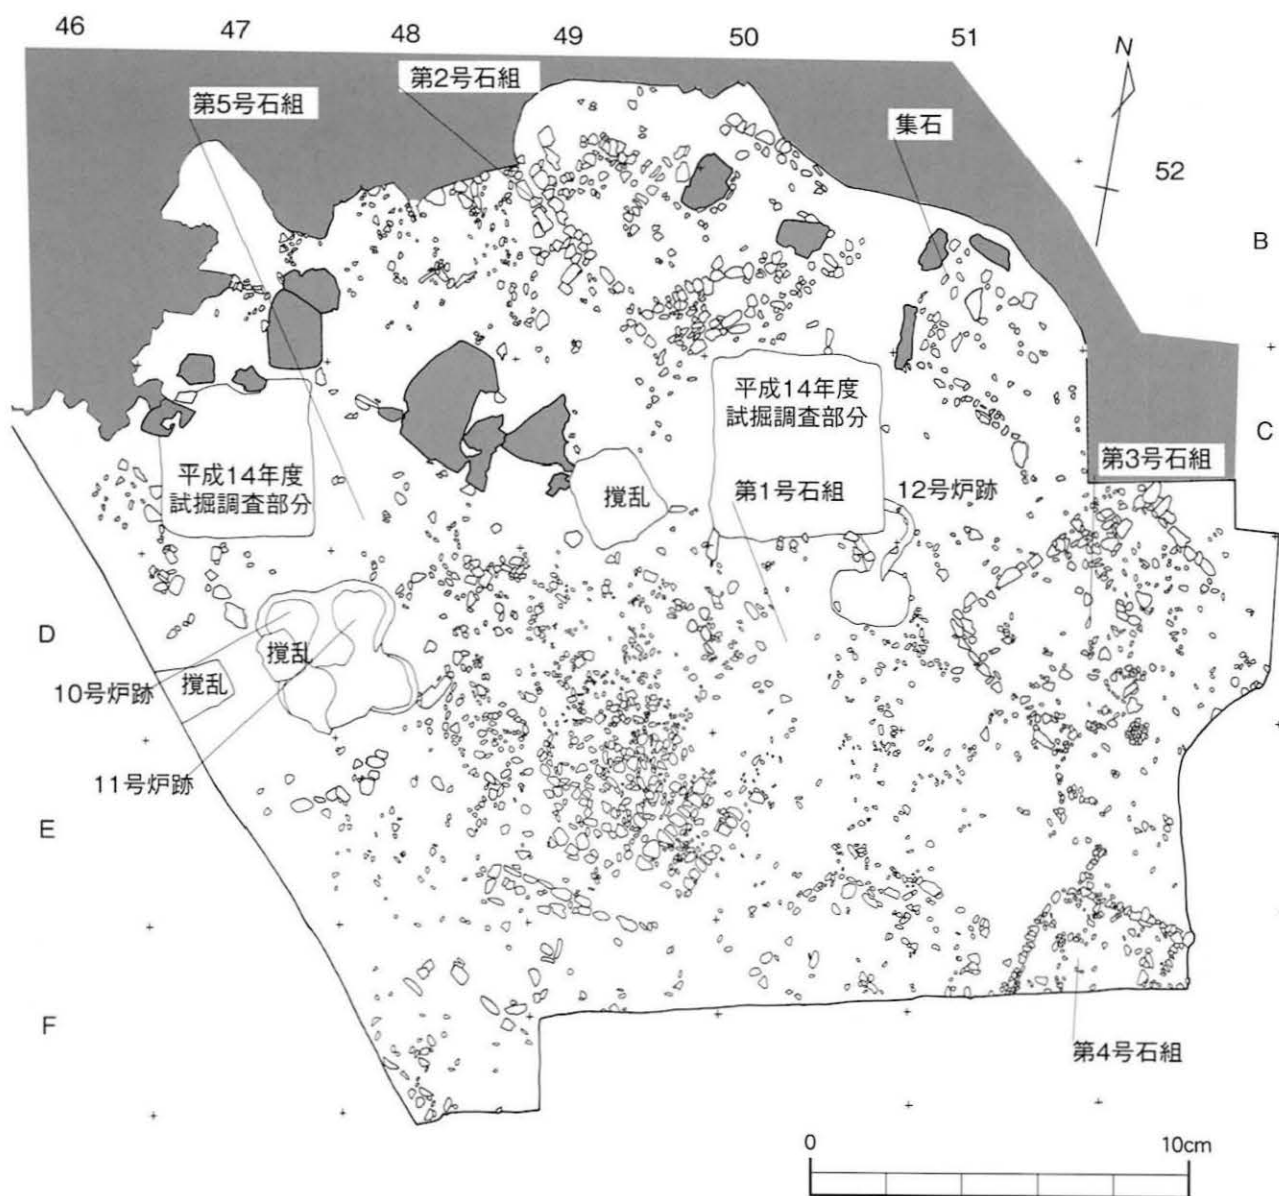 46
47
48
49
50
51
N
第2号石組
第5号石組
集石
52
B
平成14年度
試掘調査部分
C
第3号石組
平成14年度
試掘調査部分
撹乱
第1号石組
12号炉跡
D
撹乱
撹乱
10号炉跡
11号炉跡
E
F
第4号石組
0
10cm